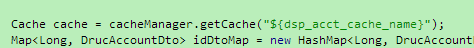 Cache cache = cacheManager.getCache("${dsp_acct_cache_name}");
Map<Long, DrucAccountDto> idDtoMap = new HashMap<Long, DrucAccount